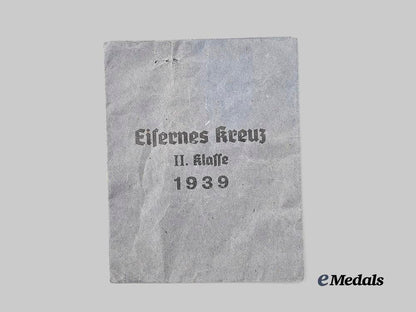 Eiſernes Kreuz
II. Klaſſe
1939
eMedals